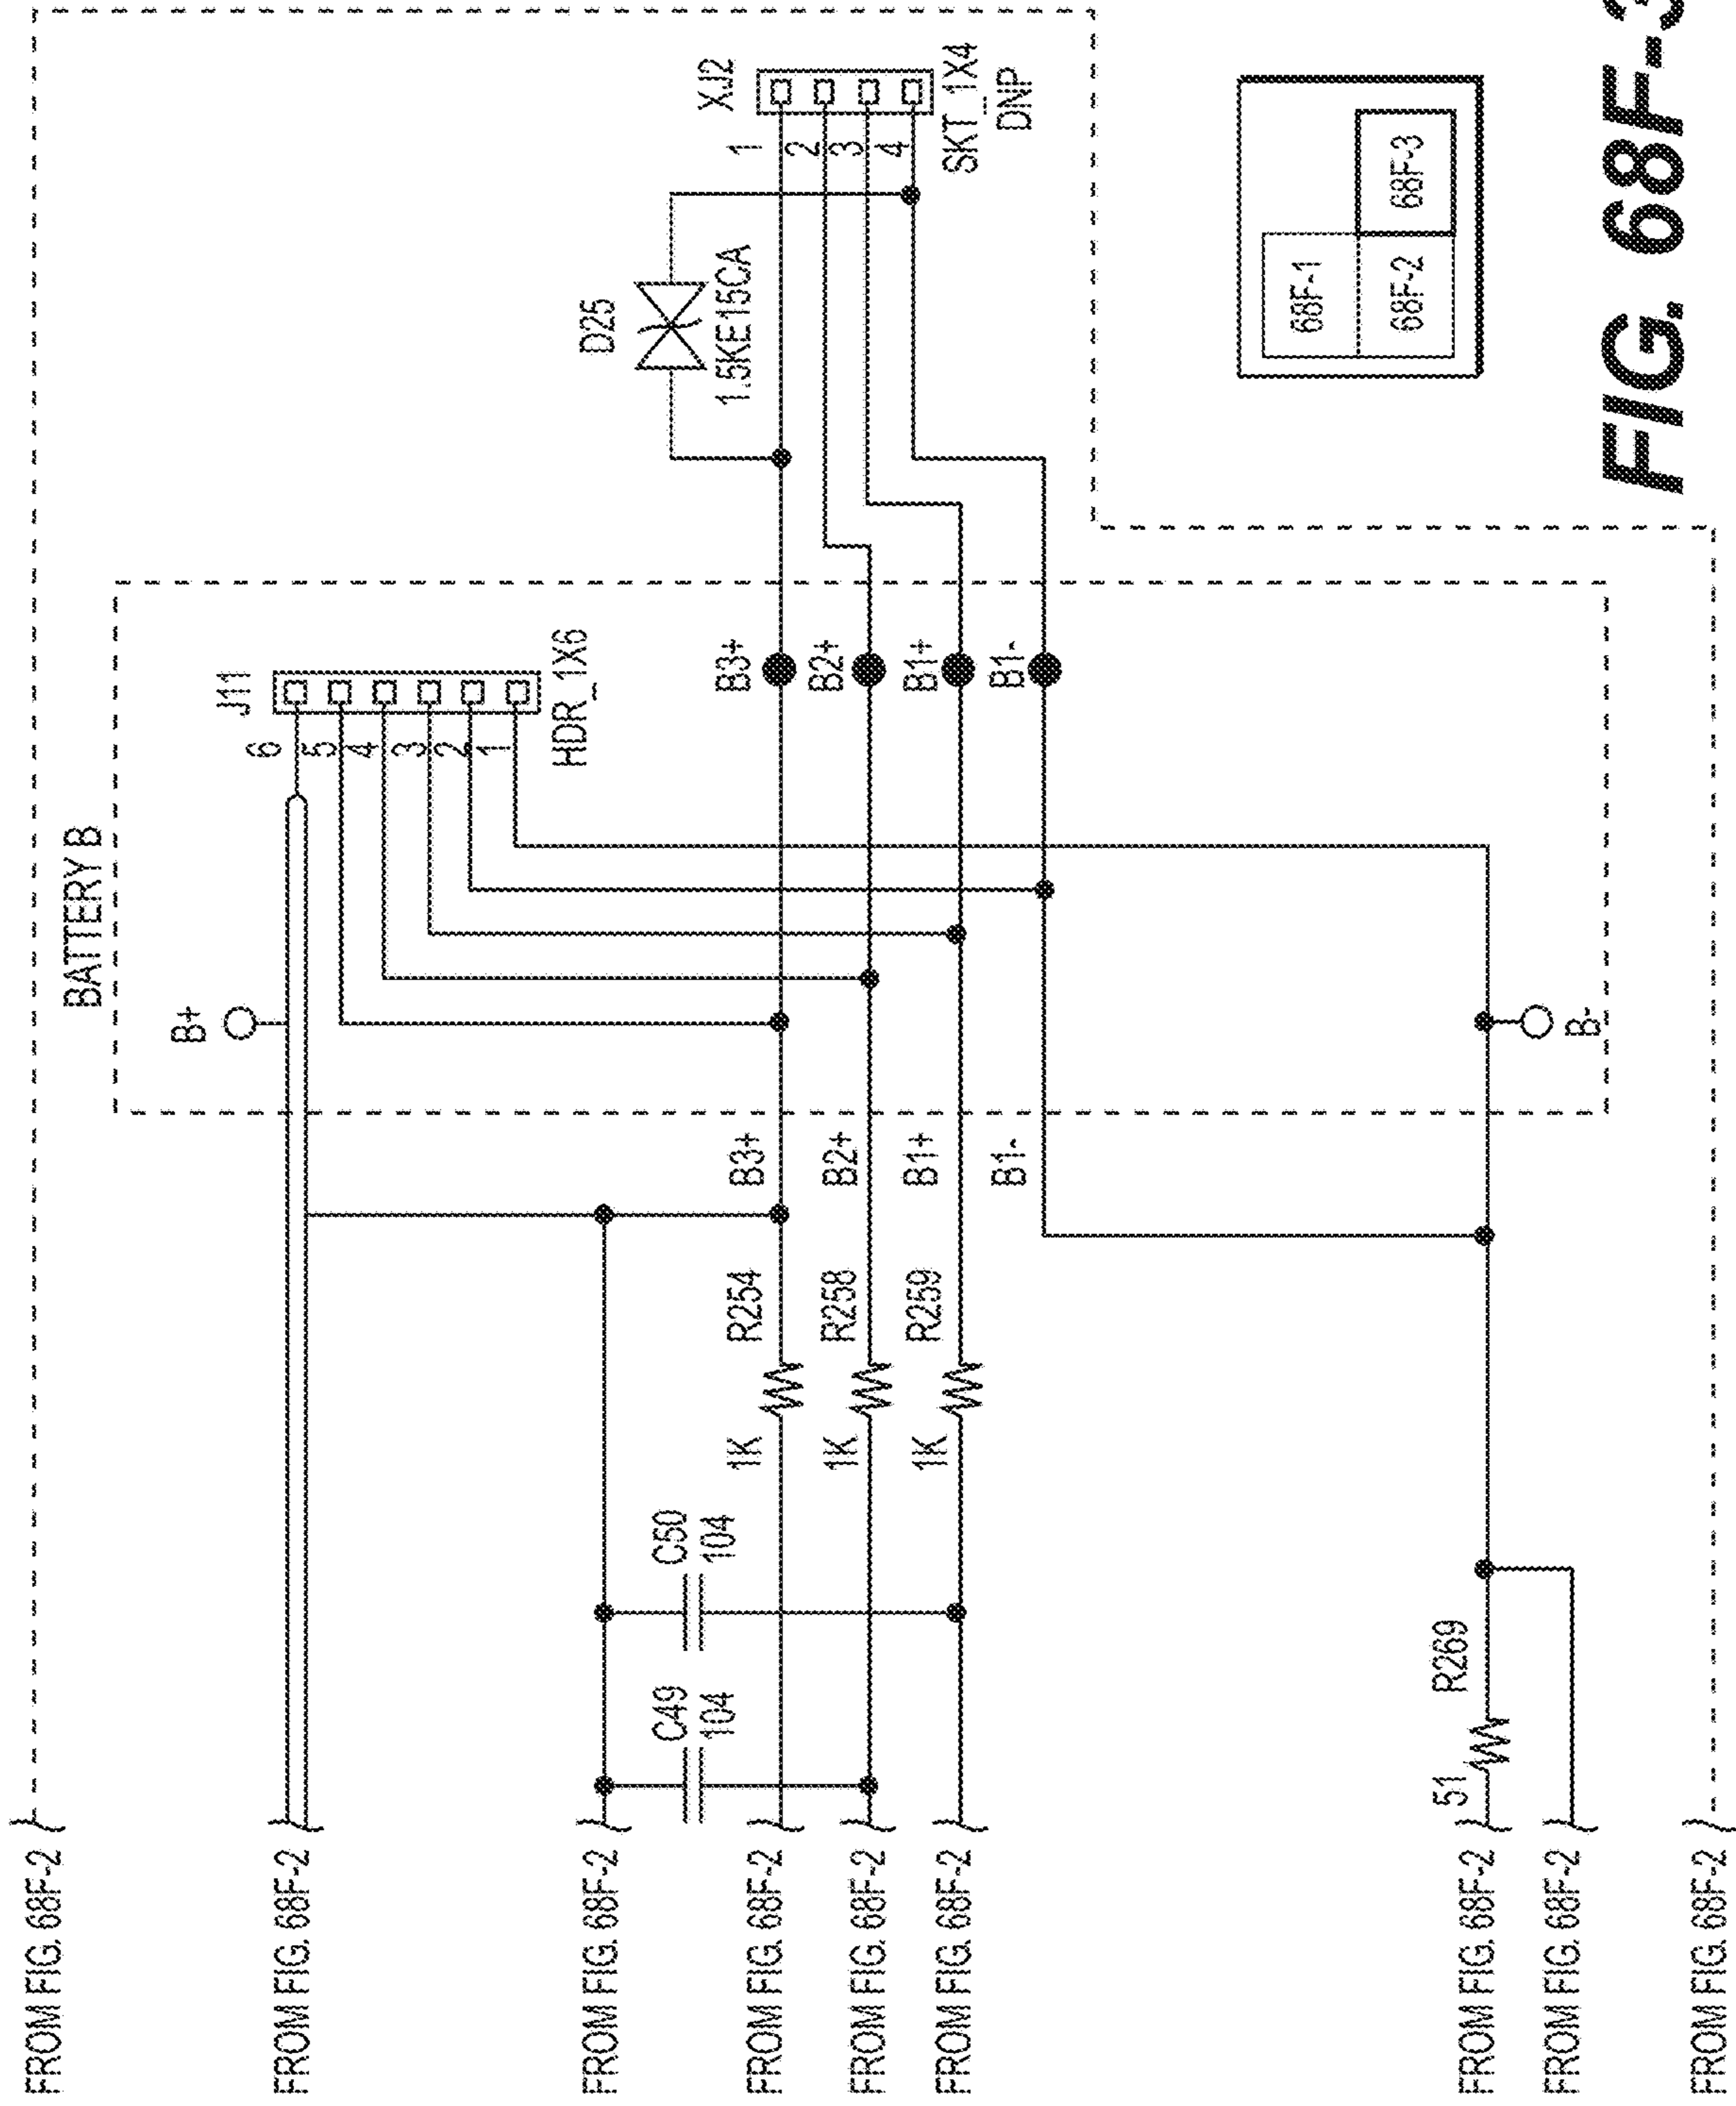 BATTERY B
B+
J11
6
5
4
3
2
1
HDR_1X6
D25
1.5KE15CA
XJ2
1
2
3
4
SKT_1X4
DNP
B3+
B2+
B1+
B1-
B3+
B2+
B1+
B1-
C49
104
C50
104
1K
R254
1K
R258
1K
R259
51
R269
B-
FROM FIG. 68F-2
FROM FIG. 68F-2
FROM FIG. 68F-2
FROM FIG. 68F-2
FROM FIG. 68F-2
FROM FIG. 68F-2
FROM FIG. 68F-2
FROM FIG. 68F-2
FROM FIG. 68F-2
68F-1
68F-2
68F-3
FIG. 68F-3